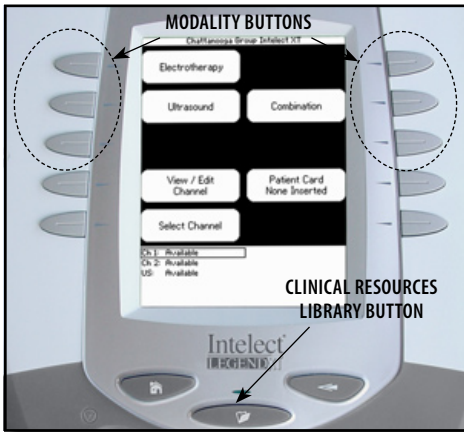 MODALITY BUTTONS
Chattanooga Group Intelect XT
Electrotherapy
Ultrasound
Combination
View / Edit
Channel
Patient Card
None Inserted
Select Channel
Ch 1: Available
Ch 2: Available
US: Available
CLINICAL RESOURCES
LIBRARY BUTTON
Intelect
LEGEND XT